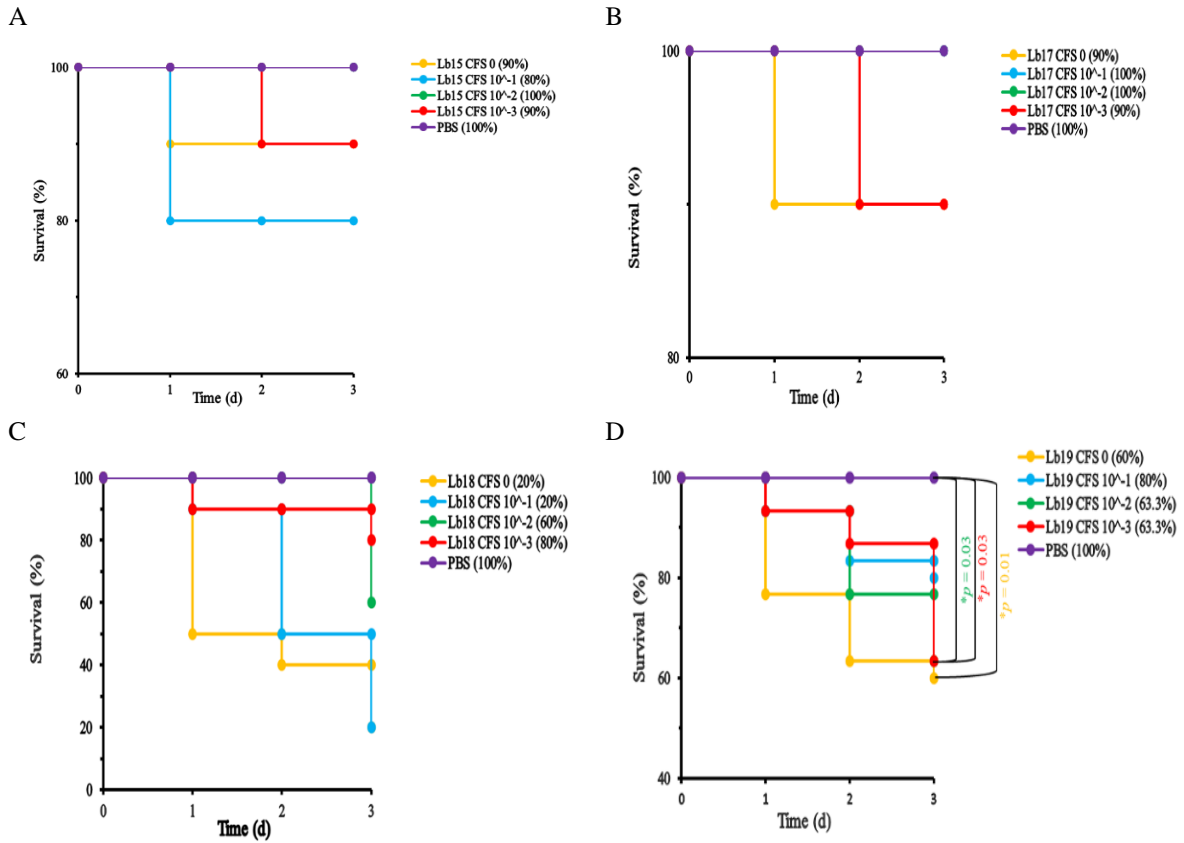 A
100
80
60
0
1
2
3
Survival (%)
Time (d)
Lb15 CFS 0 (90%)
Lb15 CFS 10^-1 (80%)
Lb15 CFS 10^-2 (100%)
Lb15 CFS 10^-3 (90%)
PBS (100%)
B
100
80
0
1
2
3
Survival (%)
Time (d)
Lb17 CFS 0 (90%)
Lb17 CFS 10^-1 (100%)
Lb17 CFS 10^-2 (100%)
Lb17 CFS 10^-3 (90%)
PBS (100%)
C
100
80
60
40
20
0
0
1
2
3
Survival (%)
Time (d)
Lb18 CFS 0 (20%)
Lb18 CFS 10^-1 (20%)
Lb18 CFS 10^-2 (60%)
Lb18 CFS 10^-3 (80%)
PBS (100%)
D
100
80
60
40
0
1
2
3
Survival (%)
Time (d)
*p = 0.03
*p = 0.03
*p = 0.01
Lb19 CFS 0 (60%)
Lb19 CFS 10^-1 (80%)
Lb19 CFS 10^-2 (63.3%)
Lb19 CFS 10^-3 (63.3%)
PBS (100%)